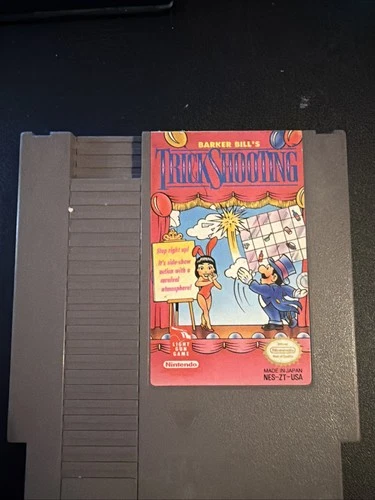 BARKER BILL'S
TRICK SHOOTING
Step right up!
It's side-show
action with a
carnival
atmosphere!
LIGHT
GUN
GAME
Nintendo
MADE IN JAPAN
NES-ZT-USA